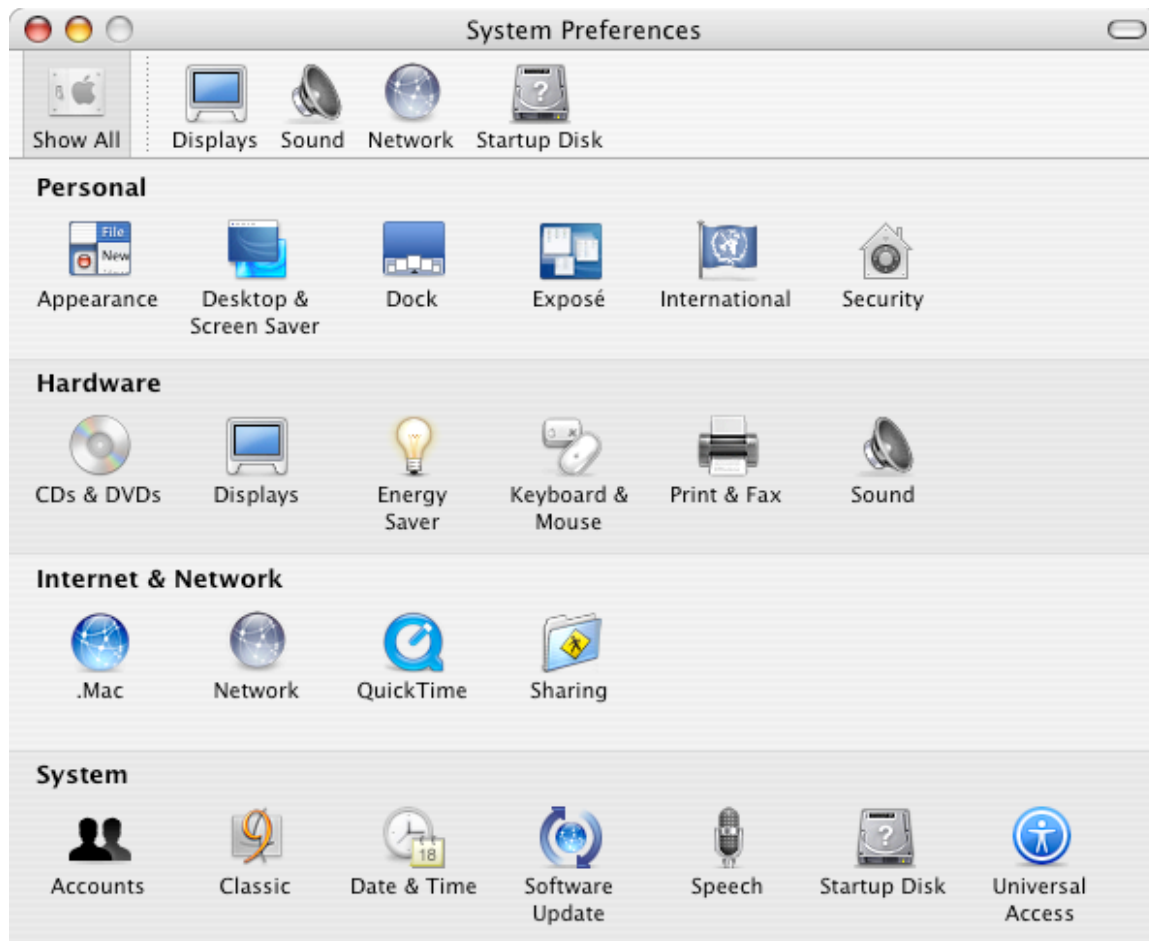 System Preferences
Show All Displays Sound Network Startup Disk
Personal
File
New
Appearance Desktop & Dock Exposé International Security
Screen Saver
Hardware
CDs & DVDs Displays Energy Keyboard & Print & Fax Sound
Saver Mouse
Internet & Network
.Mac Network QuickTime Sharing
System
18
Accounts Classic Date & Time Software Speech Startup Disk Universal
Update Access